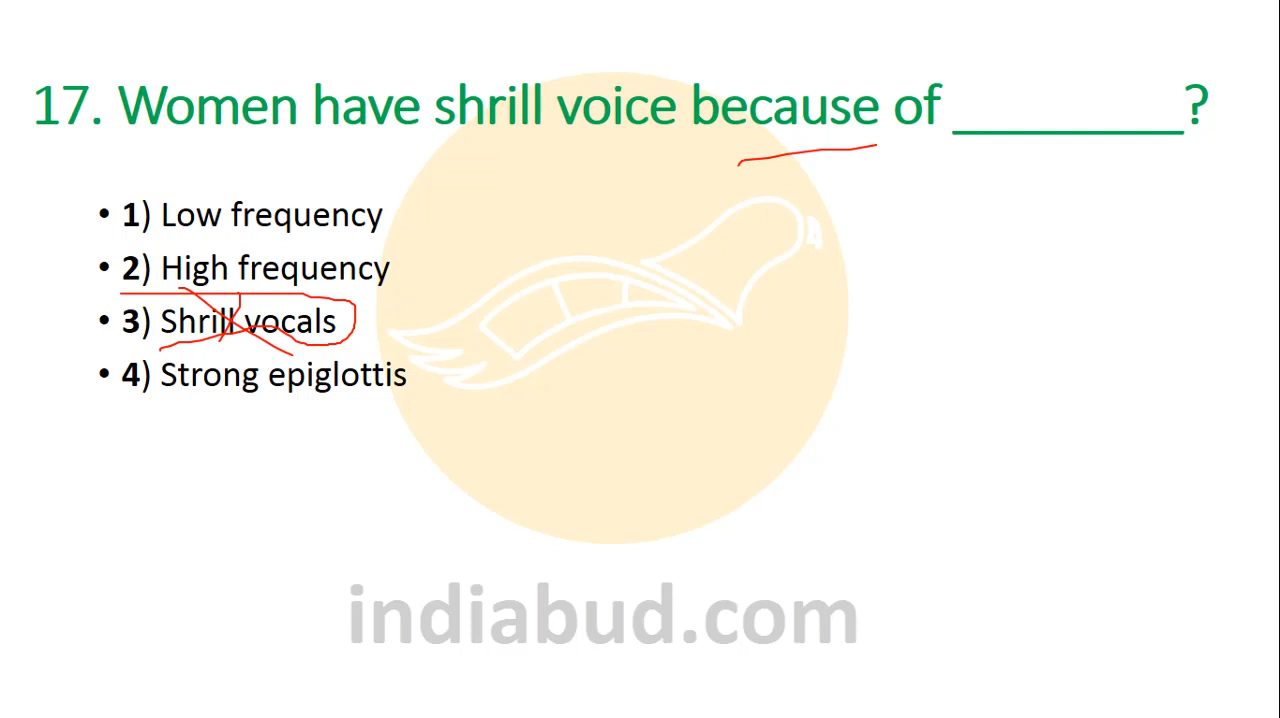 17. Women have shrill voice because of _________?
• 1) Low frequency
• 2) High frequency
• 3) Shrill vocals
• 4) Strong epiglottis
indiabud.com